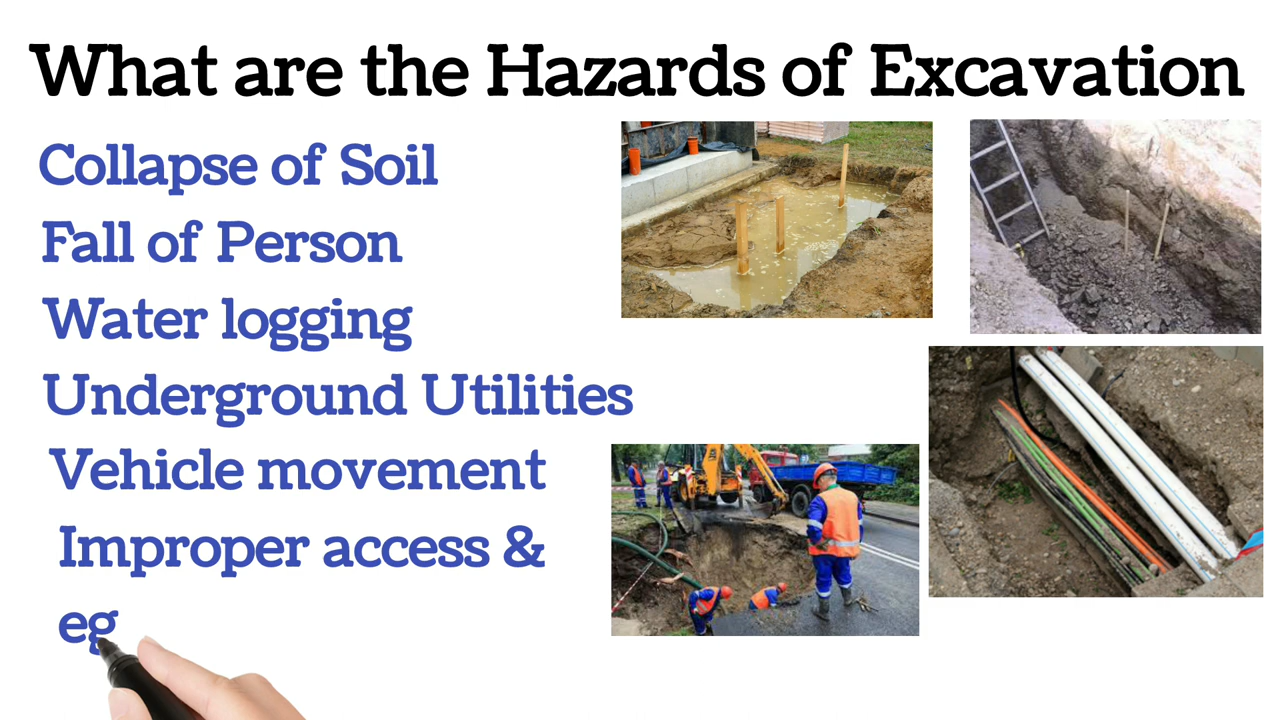 What are the Hazards of Excavation
Collapse of Soil
Fall of Person
Water logging
Underground Utilities
Vehicle movement
Improper access &
eg